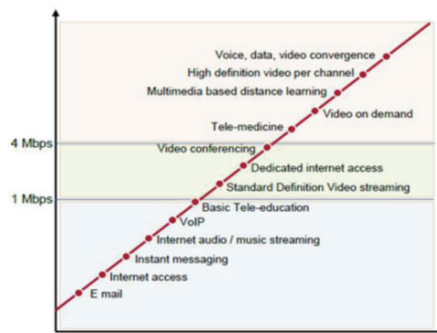 Voice, data, video convergence
High definition video per channel
Multimedia based distance learning
Video on demand
Tele-medicine
4 Mbps
Video conferencing
Dedicated internet access
Standard Definition Video streaming
1 Mbps
Basic Tele-education
VoIP
Internet audio / music streaming
Instant messaging
Internet access
E mail